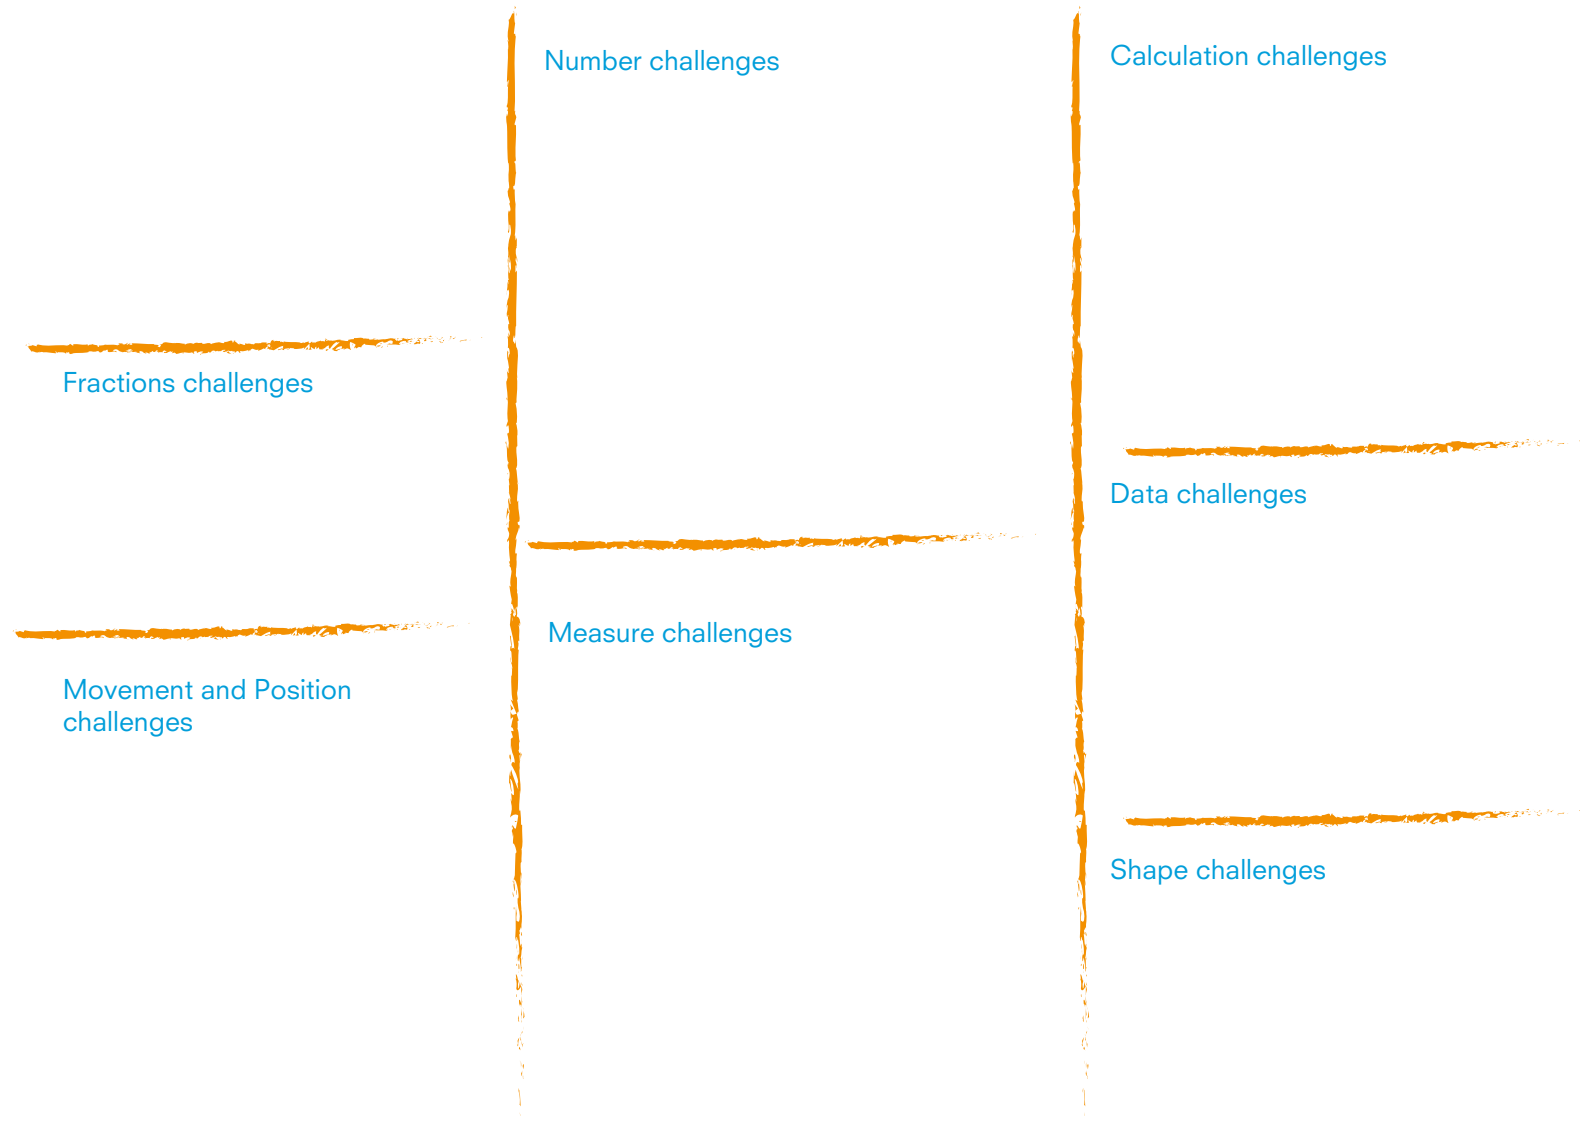 Fractions challenges
Movement and Position
challenges
Number challenges
Measure challenges
Calculation challenges
Data challenges
Shape challenges